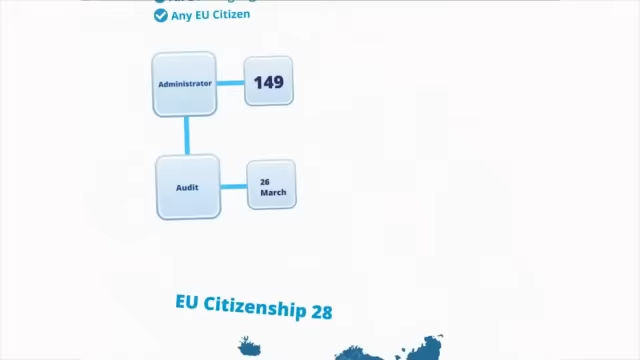 Any EU Citizen
Administrator
149
Audit
26
March
EU Citizenship 28